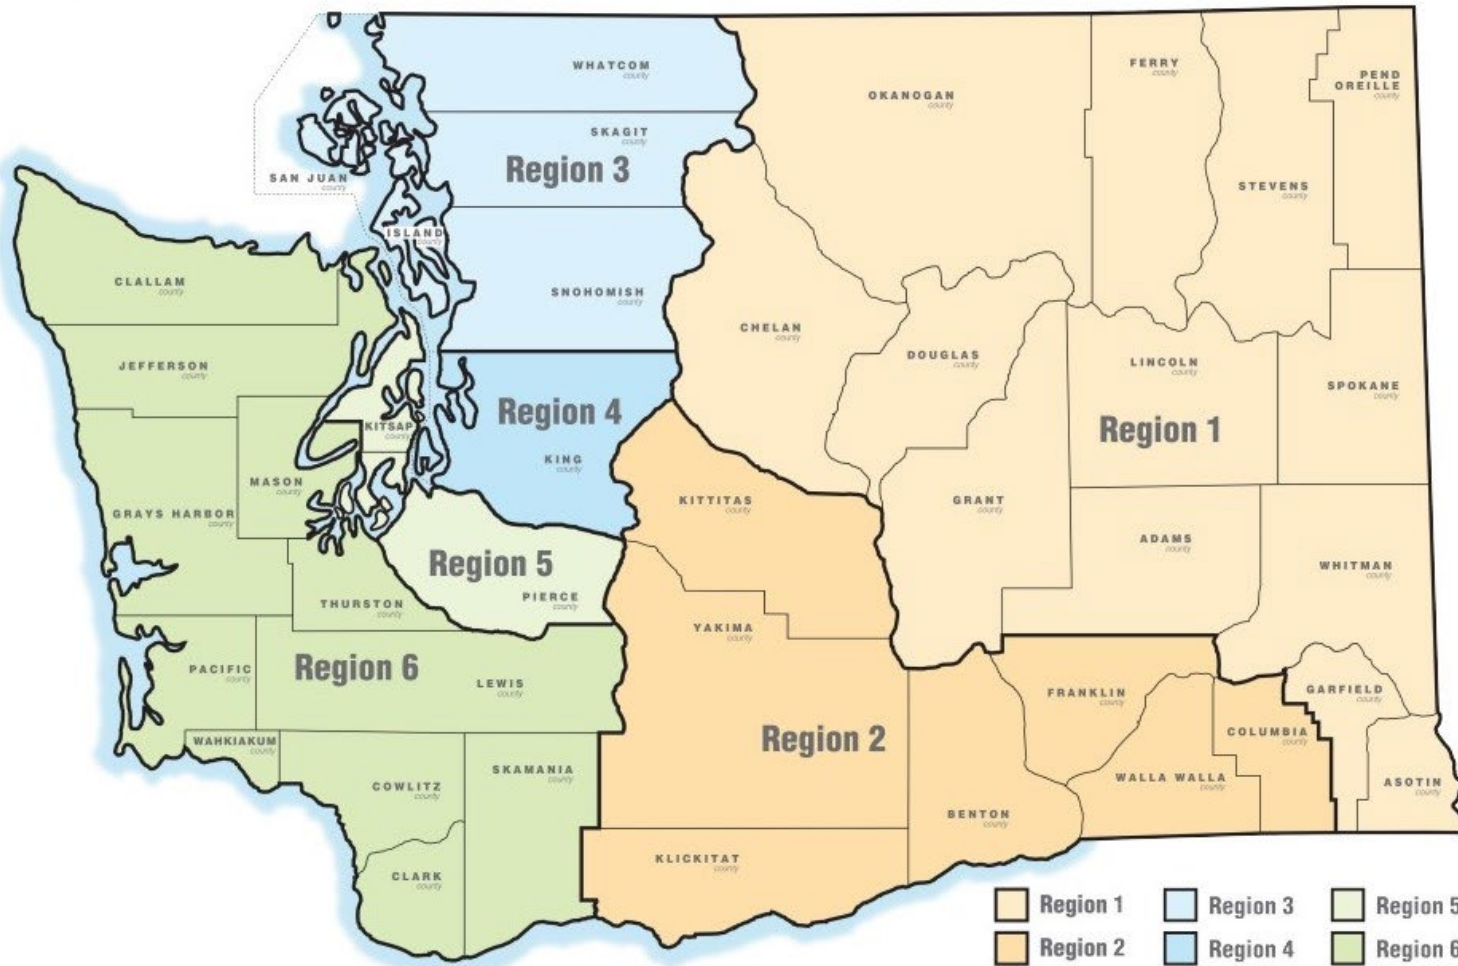 WHATCOM
county
SKAGIT
county
Region 3
SAN JUAN
county
ISLAND
county
SNOHOMISH
county
OKANOGAN
county
FERRY
county
PEND
OREILLE
county
STEVENS
county
CLALLAM
county
JEFFERSON
county
CHELAN
county
DOUGLAS
county
LINCOLN
county
SPOKANE
county
Region 4
KING
county
Region 1
KITSAP
county
MASON
county
GRAYS HARBOR
county
KITTITAS
county
GRANT
county
ADAMS
county
WHITMAN
county
Region 5
PIERCE
county
THURSTON
county
YAKIMA
county
PACIFIC
county
Region 6
LEWIS
county
FRANKLIN
county
GARFIELD
county
WAHKIAKUM
county
Region 2
COLUMBIA
county
COWLITZ
county
SKAMANIA
county
WALLA WALLA
county
ASOTIN
county
BENTON
county
CLARK
county
KLICKITAT
county
Region 1
Region 3
Region 5
Region 2
Region 4
Region 6